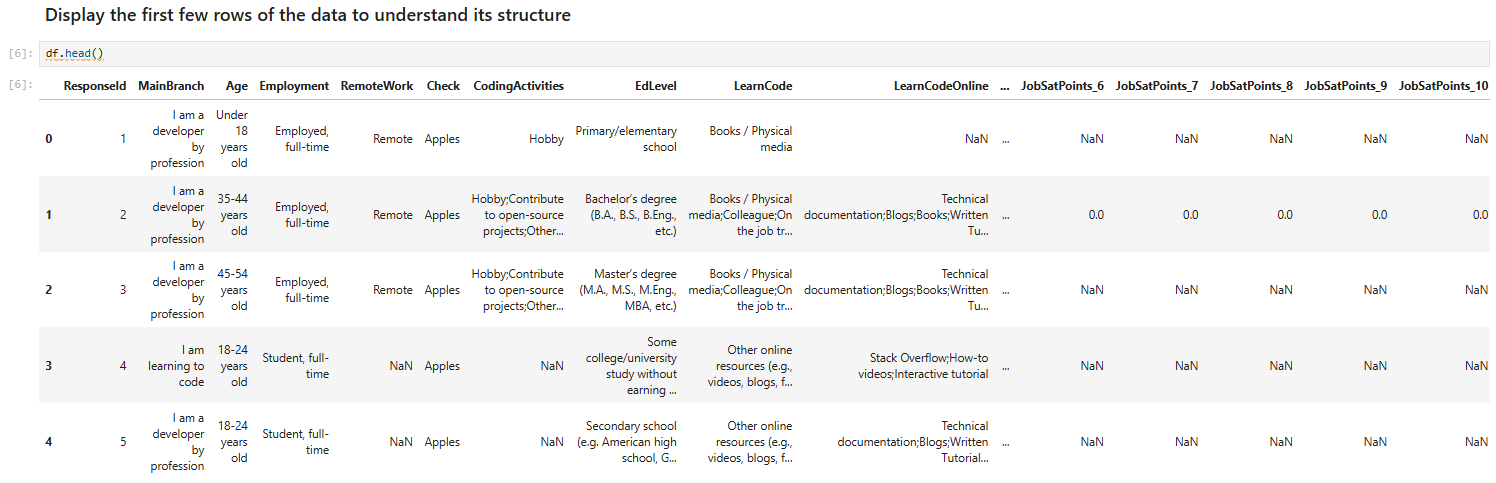 Display the first few rows of the data to understand its structure
[6]: df.head()
[6]: ResponseId MainBranch Age Employment RemoteWork Check CodingActivities EdLevel LearnCode LearnCodeOnline ... JobSatPoints_6 JobSatPoints_7 JobSatPoints_8 JobSatPoints_9 JobSatPoints_10
I am a Under
developer 18 Employed, Primary/elementary Books / Physical
0 1 by years full-time Remote Apples Hobby school media NaN ... NaN NaN NaN NaN NaN
profession old
I am a
developer 35-44 Employed, Hobby;Contribute Bachelor's degree Books / Physical Technical
1 2 by years full-time Remote Apples to open-source (B.A., B.S., B.Eng., media;Colleague;On documentation;Blogs;Books;Written ... 0.0 0.0 0.0 0.0 0.0
profession old projects;Other... etc.) the job tr... Tu...
I am a
developer 45-54 Employed, Hobby;Contribute Master's degree Books / Physical Technical
2 3 by years full-time Remote Apples to open-source (M.A., M.S., M.Eng., media;Colleague;On documentation;Blogs;Books;Written ... NaN NaN NaN NaN NaN
profession old projects;Other... MBA, etc.) the job tr... Tu...
Some
I am 18-24 Student, full- college/university Other online Stack Overflow;How-to
3 4 learning to years time NaN Apples NaN study without resources (e.g., videos;Interactive tutorial ... NaN NaN NaN NaN NaN
code old earning ... videos, blogs, f...
I am a
developer 18-24 Student, full- Secondary school Other online Technical
4 5 by years time NaN Apples NaN (e.g. American high resources (e.g., documentation;Blogs;Written ... NaN NaN NaN NaN NaN
profession old school, G... videos, blogs, f... Tutorial...